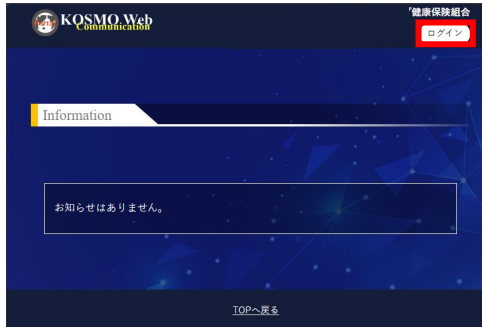 KOSMO Web
Communication
健康保険組合
ログイン
Information
お知らせはありません。
TOPへ戻る